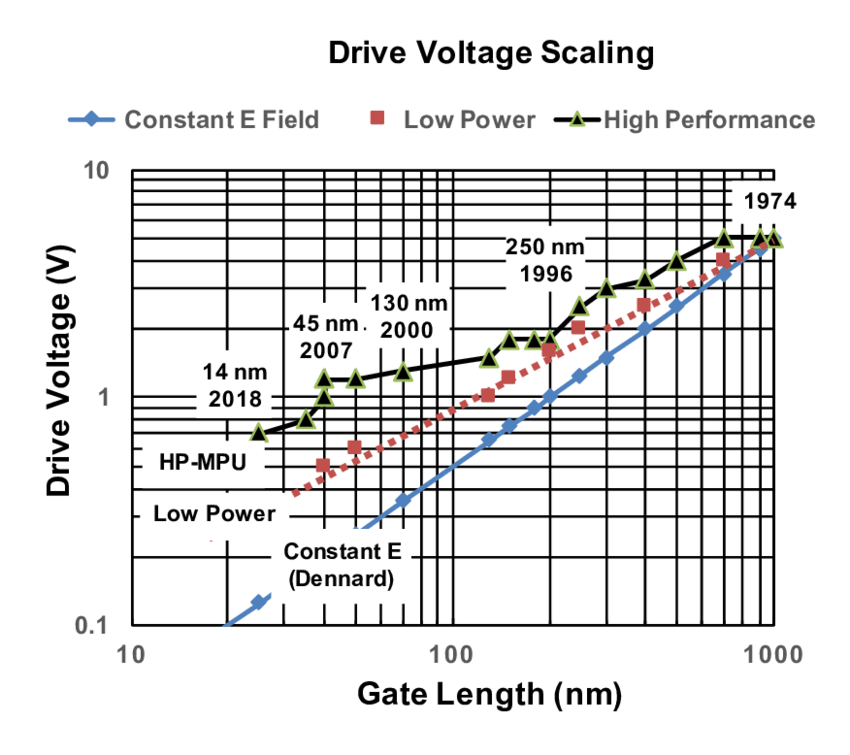 Drive Voltage Scaling
Constant E Field
Low Power
High Performance
10
1
0.1
Drive Voltage (V)
1974
250 nm
1996
130 nm
2000
45 nm
2007
14 nm
2018
HP-MPU
Low Power
Constant E
(Dennard)
10
100
1000
Gate Length (nm)